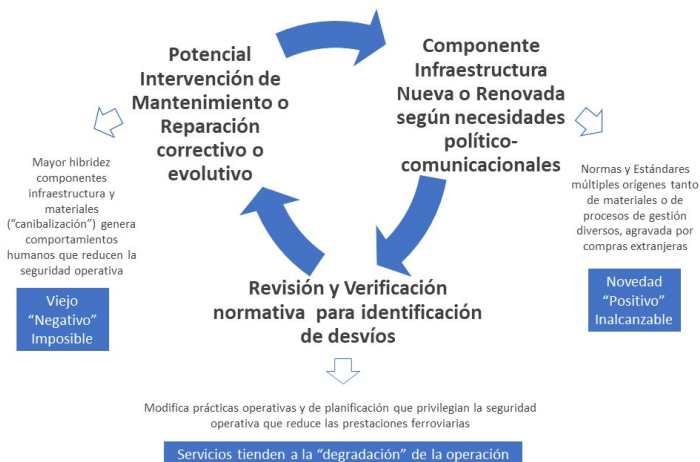 Potencial
Intervención de
Mantenimiento o
Reparación
correctivo o
evolutivo
Componente
Infraestructura
Nueva o Renovada
según necesidades
político-
comunicacionales
Mayor hibridez
componentes
infraestructura y
materiales
(“canibalización”) genera
comportamientos
humanos que reducen la
seguridad operativa
Viejo
“Negativo”
Imposible
Normas y Estándares
múltiples orígenes tanto
de materiales o de
procesos de gestión
diversos, agravada por
compras extranjeras
Novedad
“Positivo”
Inalcanzable
Revisión y Verificación
normativa para identificación
de desvíos
Modifica prácticas operativas y de planificación que privilegian la seguridad
operativa que reduce las prestaciones ferroviarias
Servicios tienden a la “degradación” de la operación